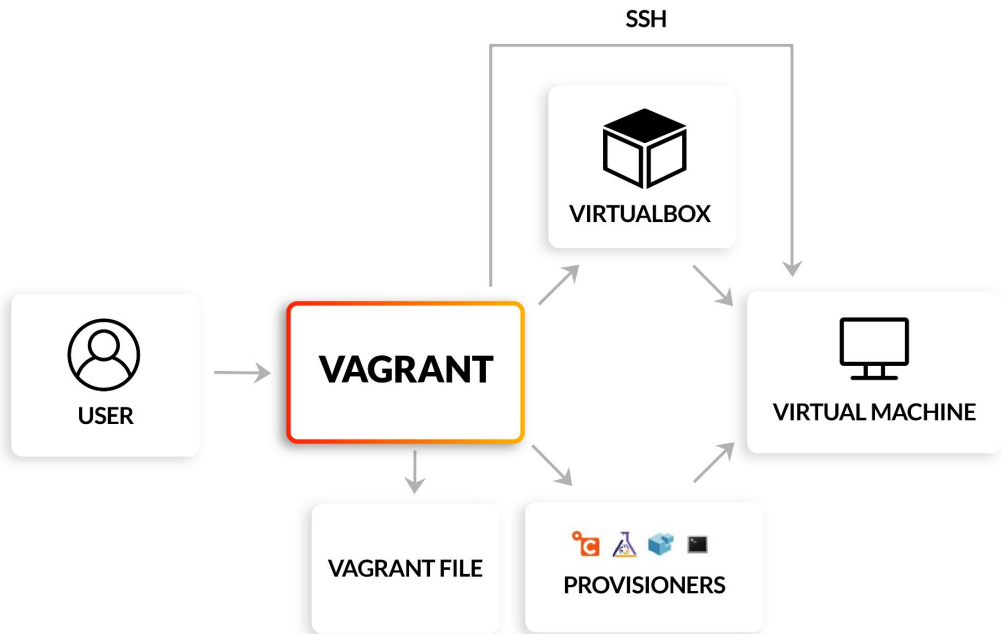 SSH
VIRTUALBOX
USER
VAGRANT
VIRTUAL MACHINE
VAGRANT FILE
PROVISIONERS